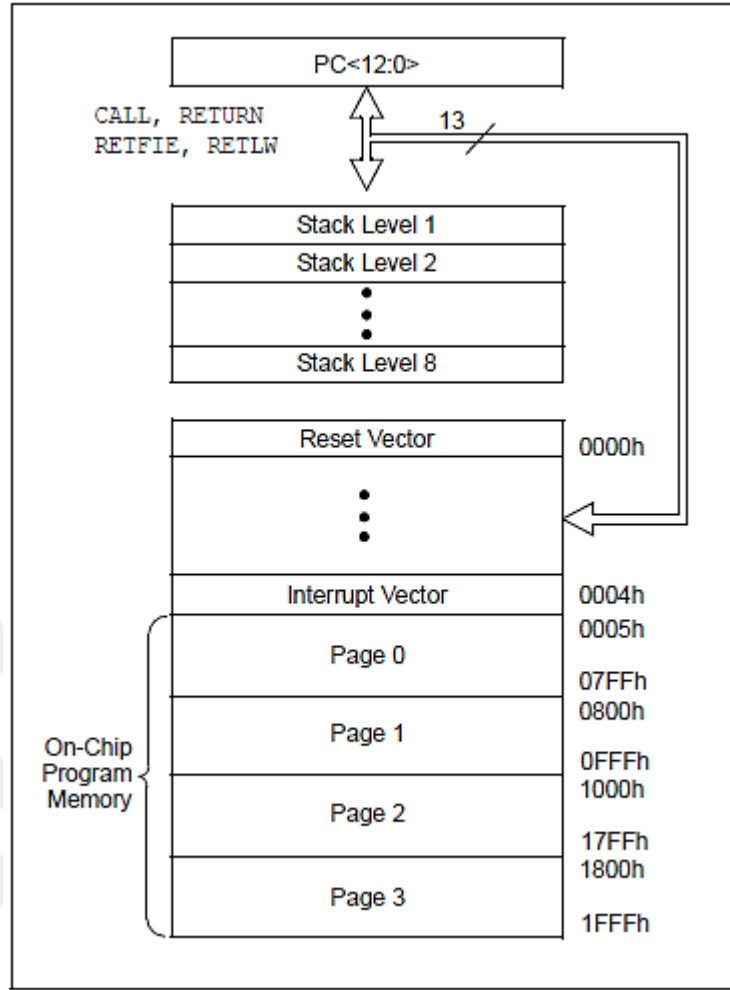 PC<12:0>
CALL, RETURN
RETFIE, RETLW
13
Stack Level 1
Stack Level 2
Stack Level 8
Reset Vector
0000h
Interrupt Vector
0004h
0005h
Page 0
07FFh
0800h
Page 1
0FFFh
On-Chip
Program
Memory
1000h
Page 2
17FFh
1800h
Page 3
1FFFh